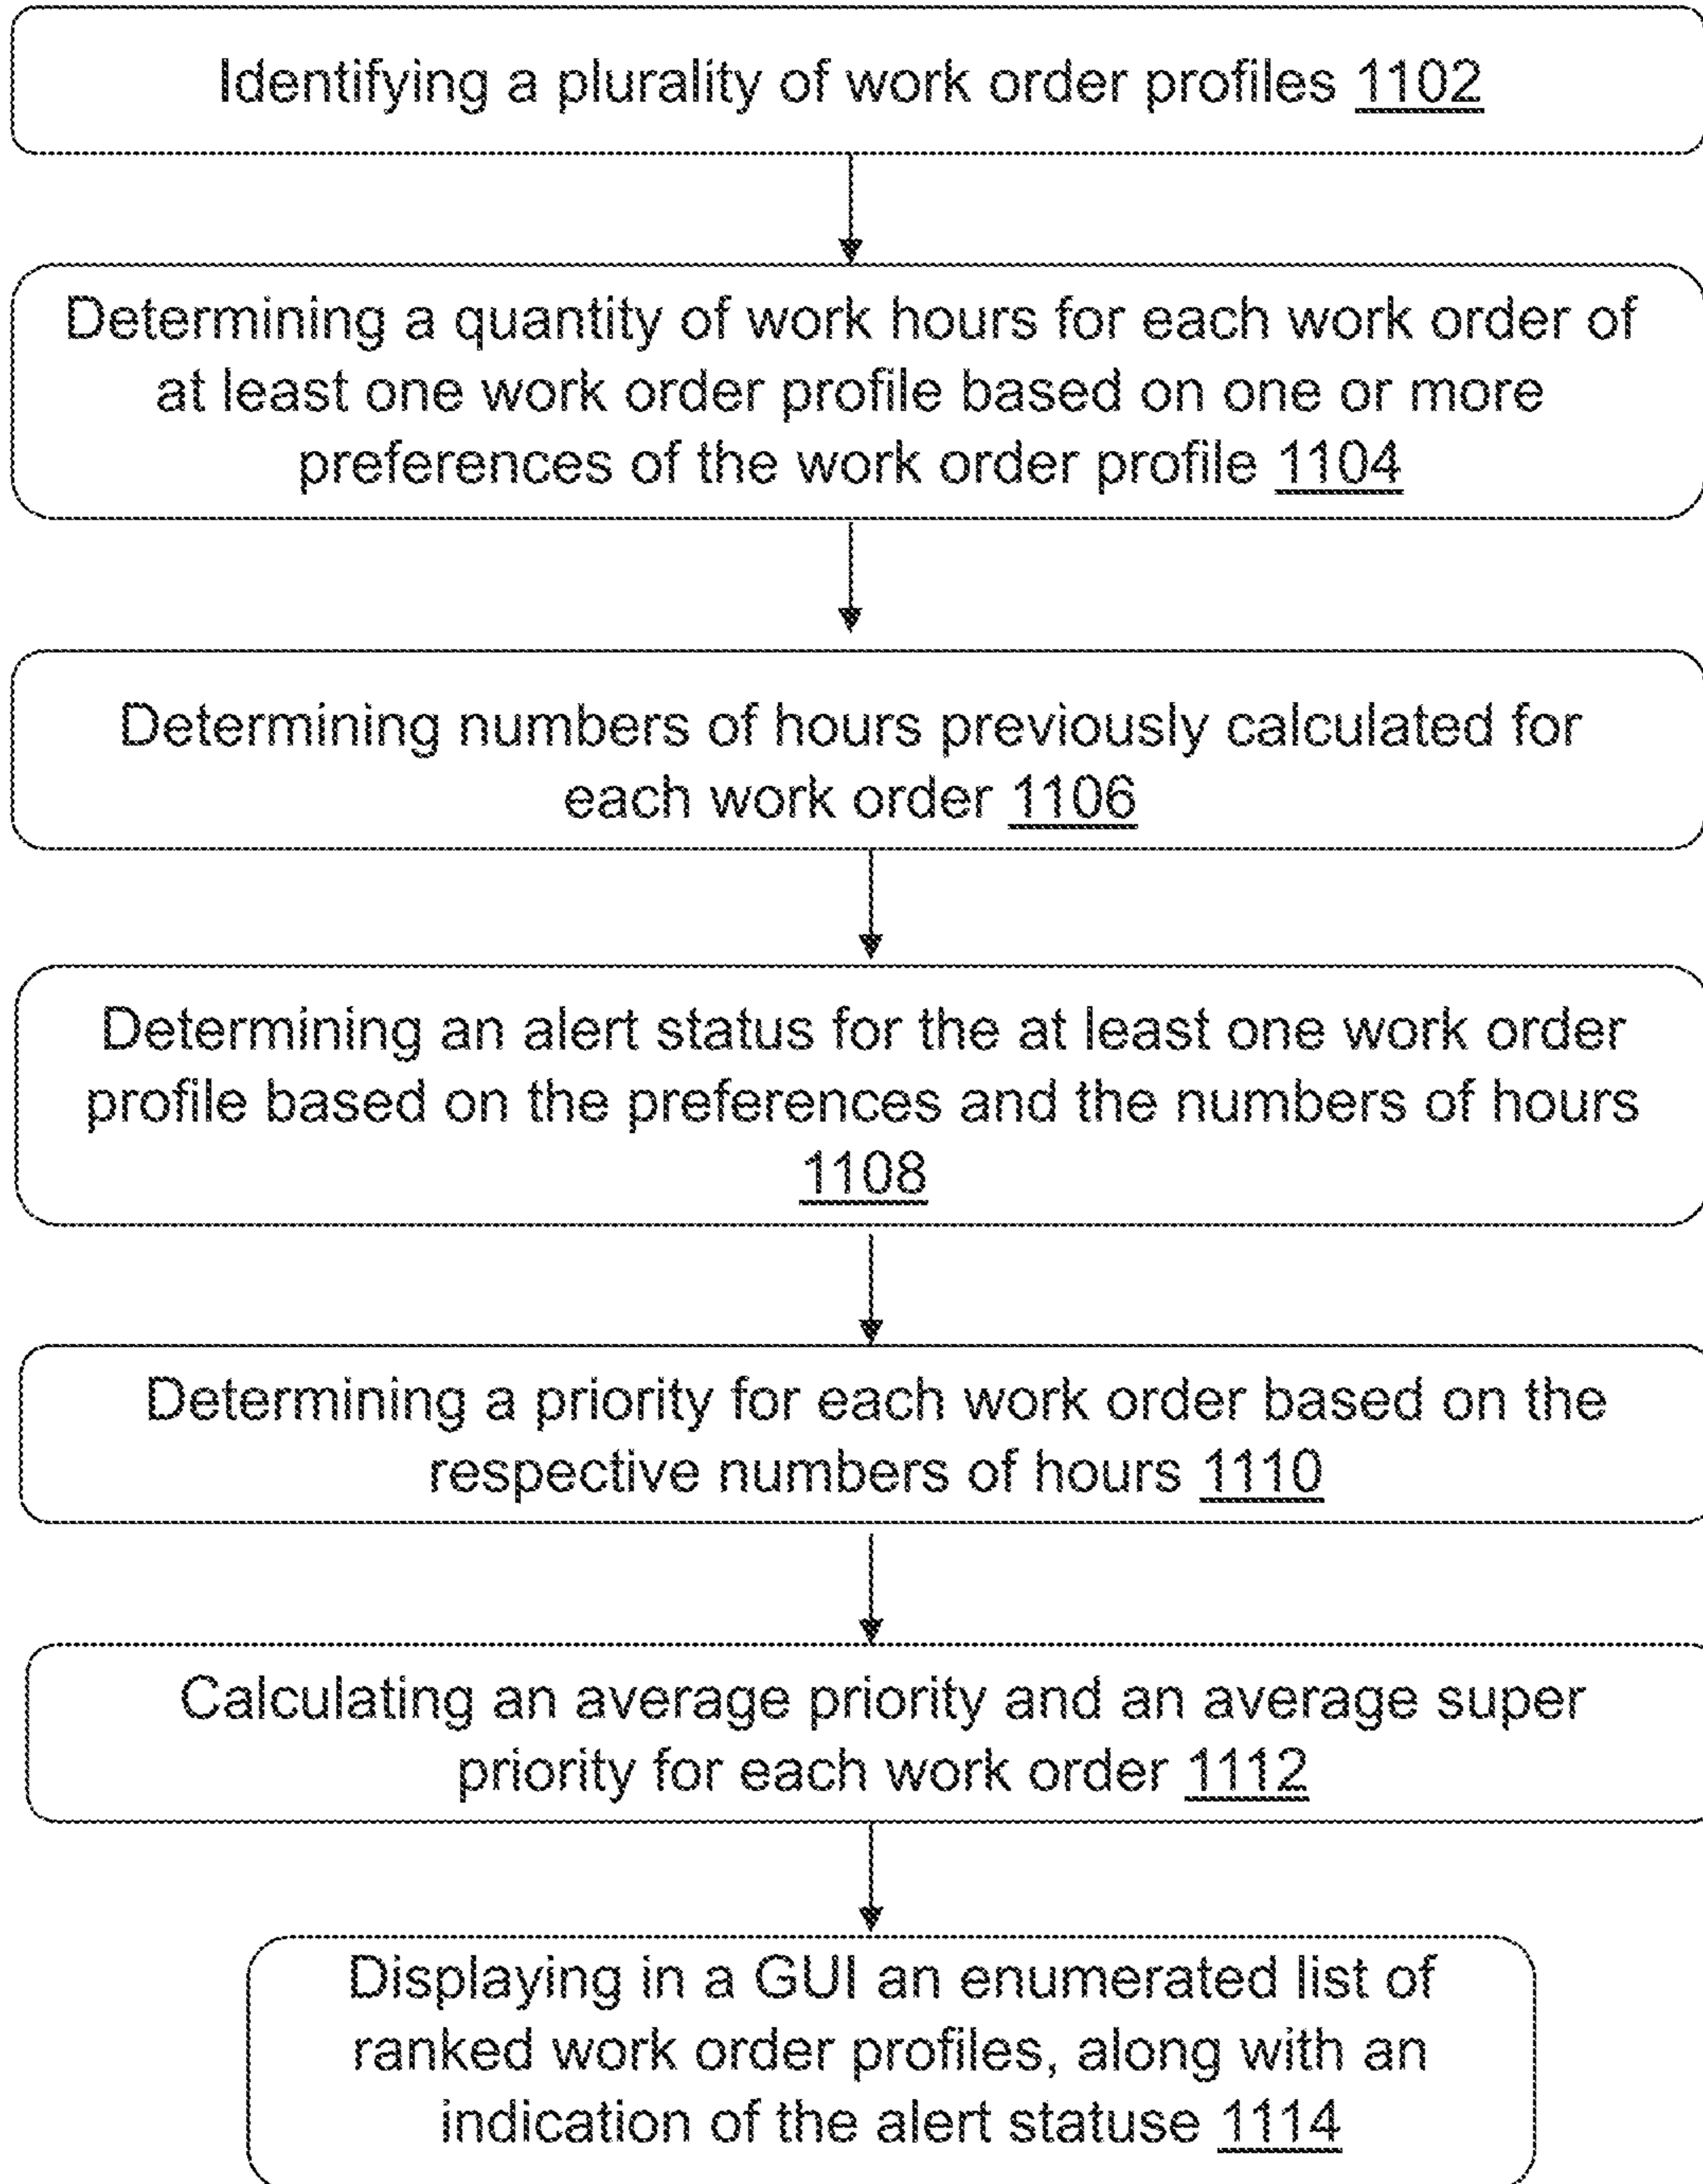 Identifying a plurality of work order profiles 1102
Determining a quantity of work hours for each work order of
at least one work order profile based on one or more
preferences of the work order profile 1104
Determining numbers of hours previously calculated for
each work order 1106
Determining an alert status for the at least one work order
profile based on the preferences and the numbers of hours
1108
Determining a priority for each work order based on the
respective numbers of hours 1110
Calculating an average priority and an average super
priority for each work order 1112
Displaying in a GUI an enumerated list of
ranked work order profiles, along with an
indication of the alert statuse 1114